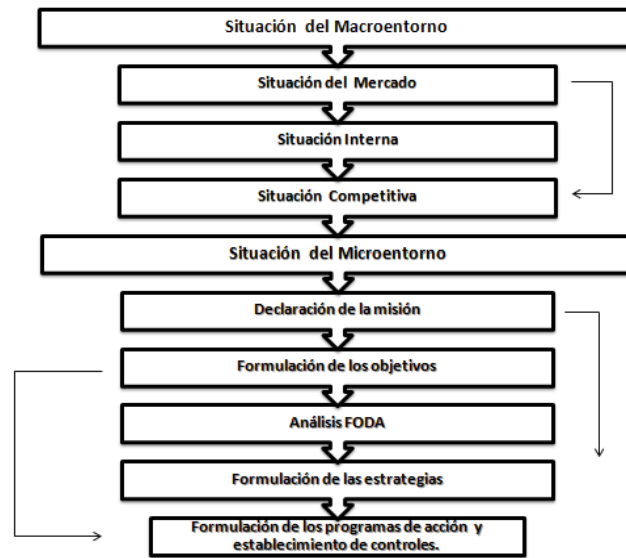 Situación del Macroentorno
Situación del Mercado
Situación Interna
Situación Competitiva
Situación del Microentorno
Declaración de la misión
Formulación de los objetivos
Análisis FODA
Formulación de las estrategias
Formulación de los programas de acción y
establecimiento de controles.